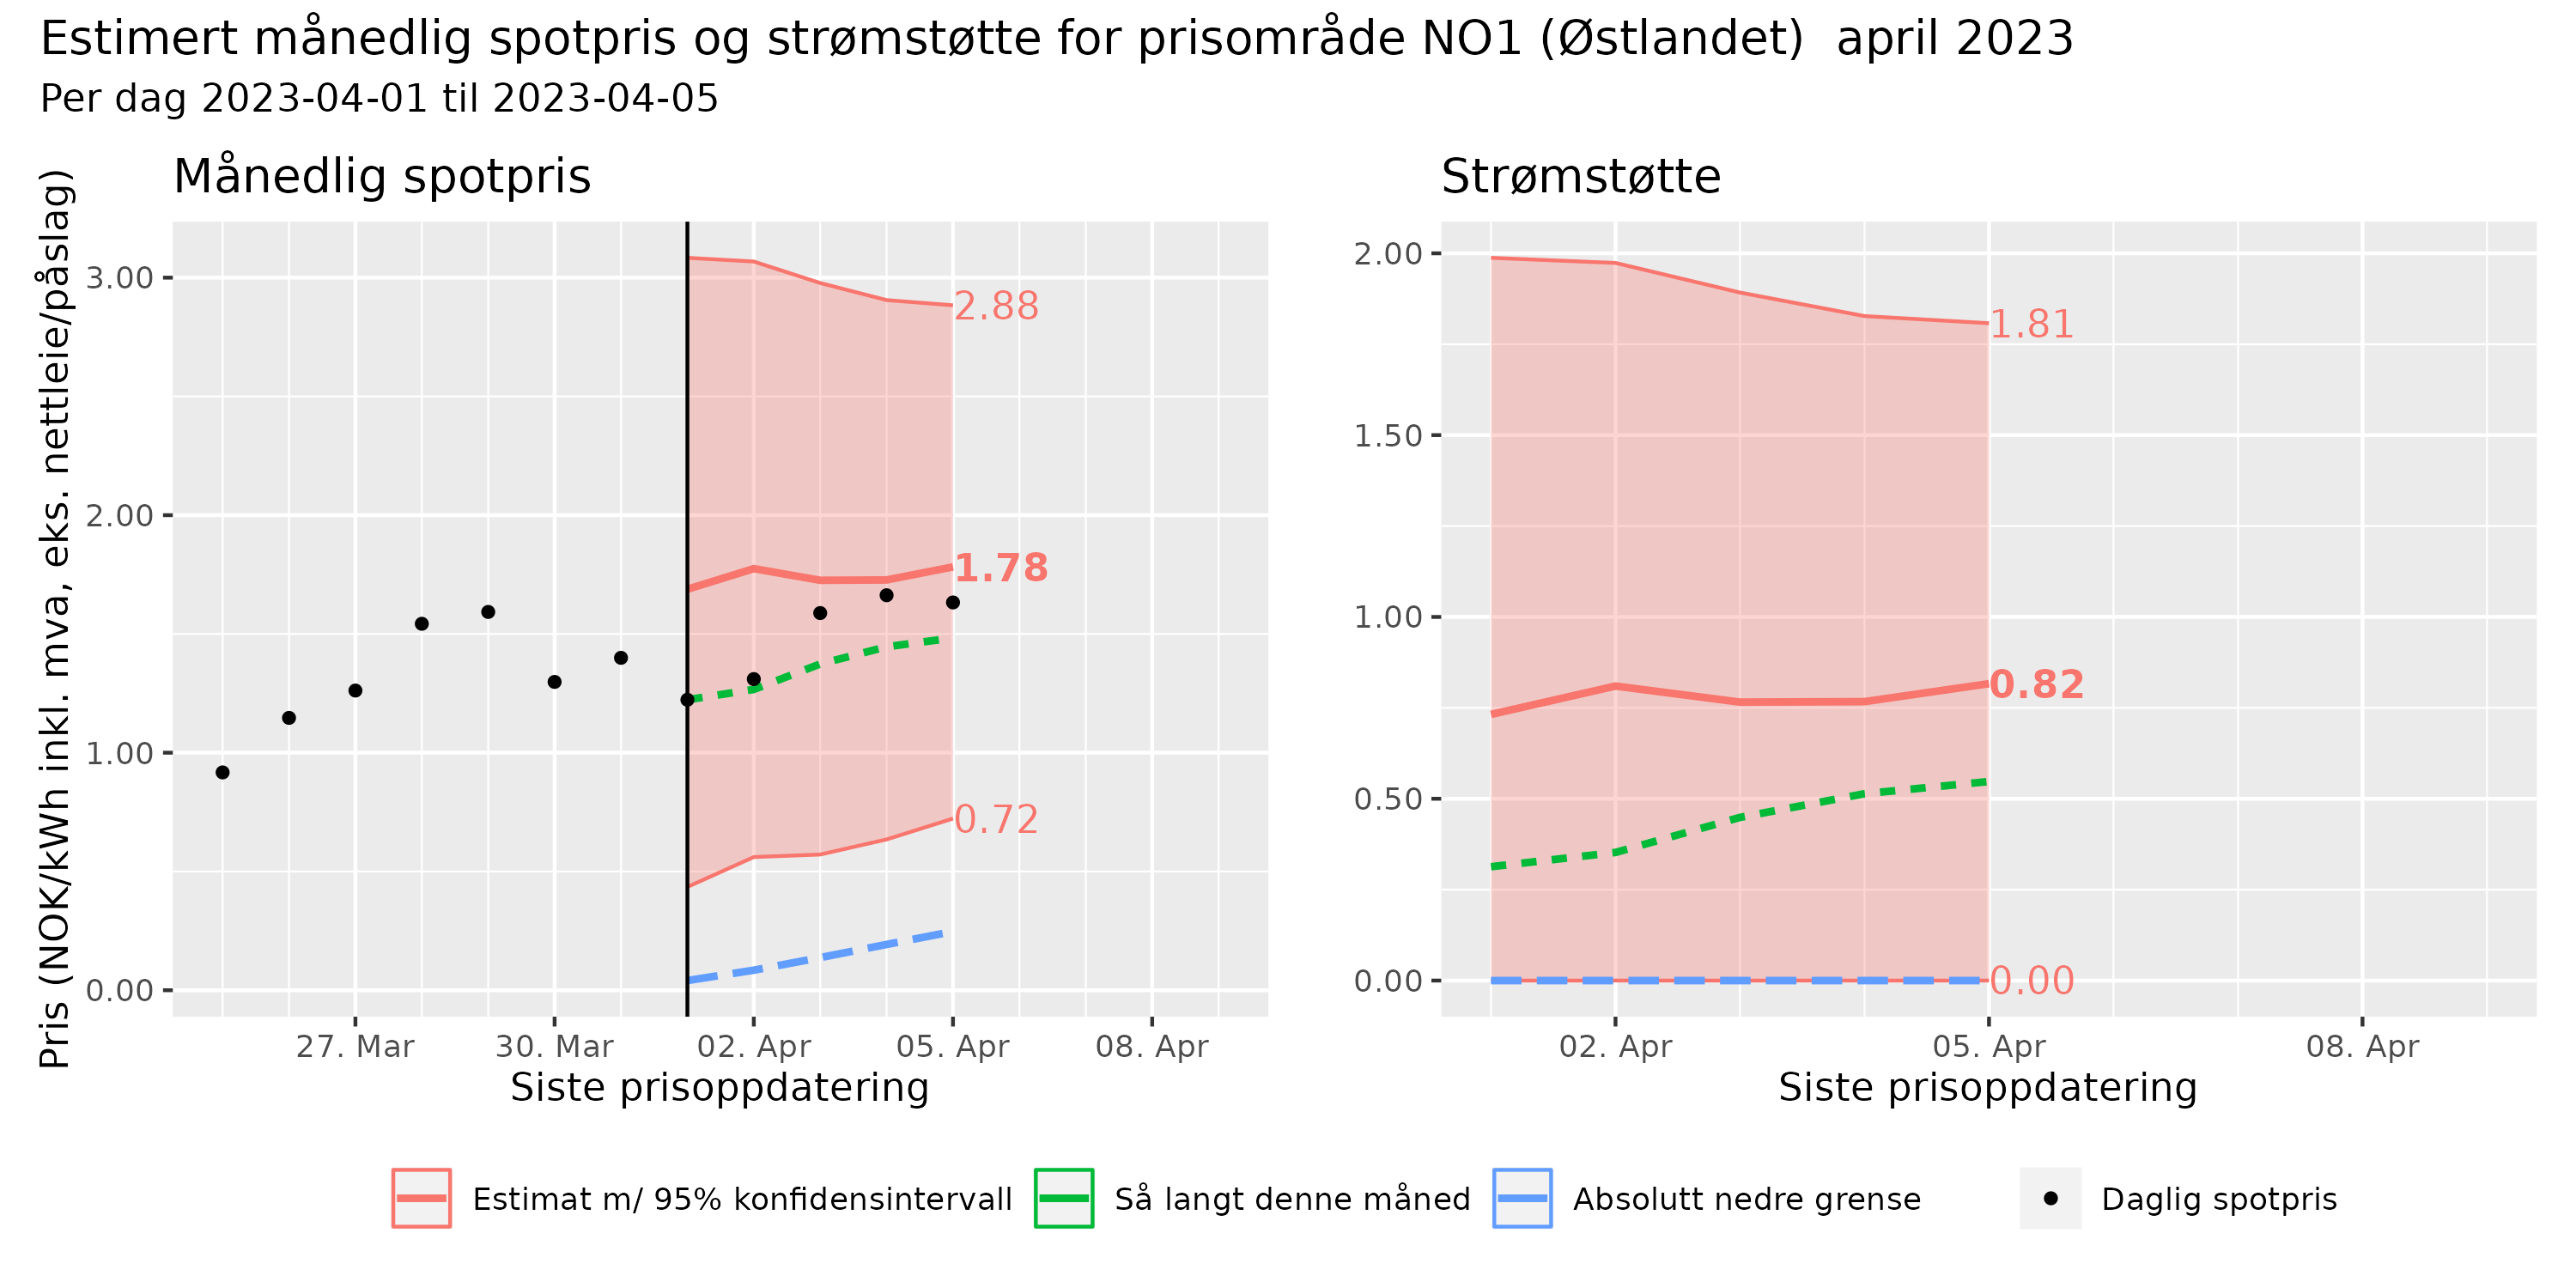 Estimert månedlig spotpris og strømstøtte for prisområde NO1 (Østlandet)  april 2023
Per dag 2023-04-01 til 2023-04-05
Månedlig spotpris
Pris (NOK/kWh inkl. mva, eks. nettleie/påslag)
3.00
2.00
1.00
0.00
2.88
1.78
0.72
27. Mar
30. Mar
02. Apr
05. Apr
08. Apr
Siste prisoppdatering
Strømstøtte
2.00
1.50
1.00
0.50
0.00
1.81
0.82
0.00
02. Apr
05. Apr
08. Apr
Siste prisoppdatering
Estimat m/ 95% konfidensintervall
Så langt denne måned
Absolutt nedre grense
Daglig spotpris